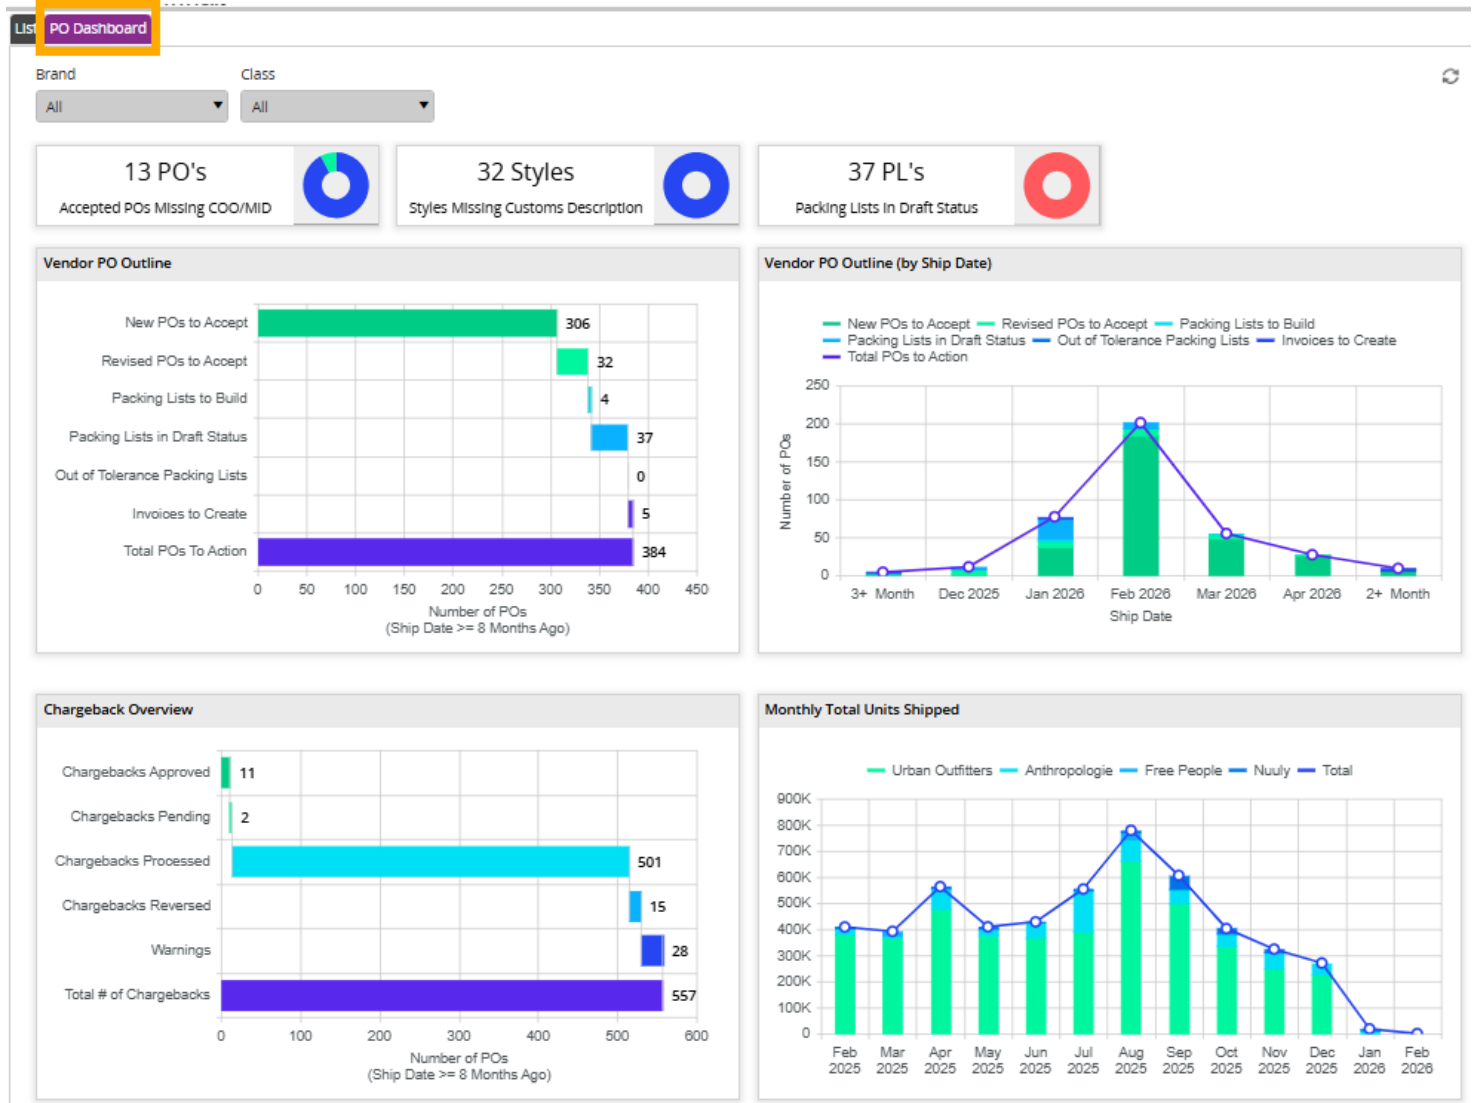 List PO Dashboard
Brand Class
All All
13 PO's
Accepted POs Missing COO/MID
32 Styles
Styles Missing Customs Description
37 PL's
Packing Lists in Draft Status
Vendor PO Outline
New POs to Accept 306
Revised POs to Accept 32
Packing Lists to Build 4
Packing Lists in Draft Status 37
Out of Tolerance Packing Lists 0
Invoices to Create 5
Total POs To Action 384
0 50 100 150 200 250 300 350 400 450
Number of POs
(Ship Date >= 8 Months Ago)
Vendor PO Outline (by Ship Date)
New POs to Accept Revised POs to Accept Packing Lists to Build
Packing Lists in Draft Status Out of Tolerance Packing Lists Invoices to Create
Total POs to Action
250
200
150
100
50
0
Number of POs
3+ Month Dec 2025 Jan 2026 Feb 2026 Mar 2026 Apr 2026 2+ Month
Ship Date
Chargeback Overview
Chargebacks Approved 11
Chargebacks Pending 2
Chargebacks Processed 501
Chargebacks Reversed 15
Warnings 28
Total # of Chargebacks 557
0 100 200 300 400 500 600
Number of POs
(Ship Date >= 8 Months Ago)
Monthly Total Units Shipped
Urban Outfitters Anthropologie Free People Nuuly Total
900K
800K
700K
600K
500K
400K
300K
200K
100K
0
Feb Mar Apr May Jun Jul Aug Sep Oct Nov Dec Jan Feb
2025 2025 2025 2025 2025 2025 2025 2025 2025 2025 2025 2026 2026